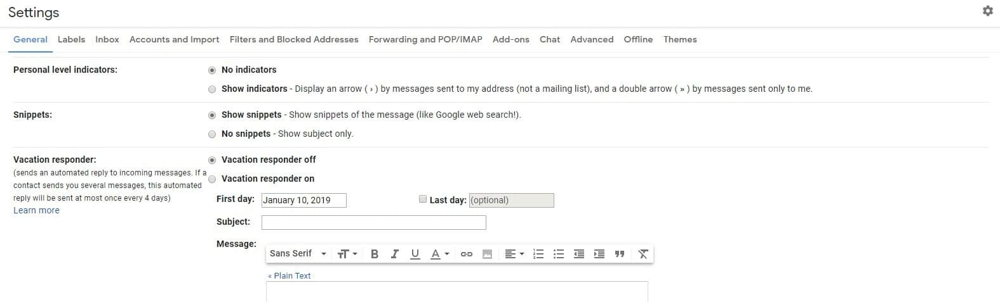 Settings
General Labels Inbox Accounts and Import Filters and Blocked Addresses Forwarding and POP/IMAP Add-ons Chat Advanced Offline Themes
Personal level indicators:
No indicators
Show indicators - Display an arrow ( › ) by messages sent to my address (not a mailing list), and a double arrow ( » ) by messages sent only to me.
Snippets:
Show snippets - Show snippets of the message (like Google web search!).
No snippets - Show subject only.
Vacation responder:
(sends an automated reply to incoming messages. If a
contact sends you several messages, this automated
reply will be sent at most once every 4 days)
Learn more
Vacation responder off
Vacation responder on
First day: January 10, 2019 Last day: (optional)
Subject:
Message:
Sans Serif
« Plain Text